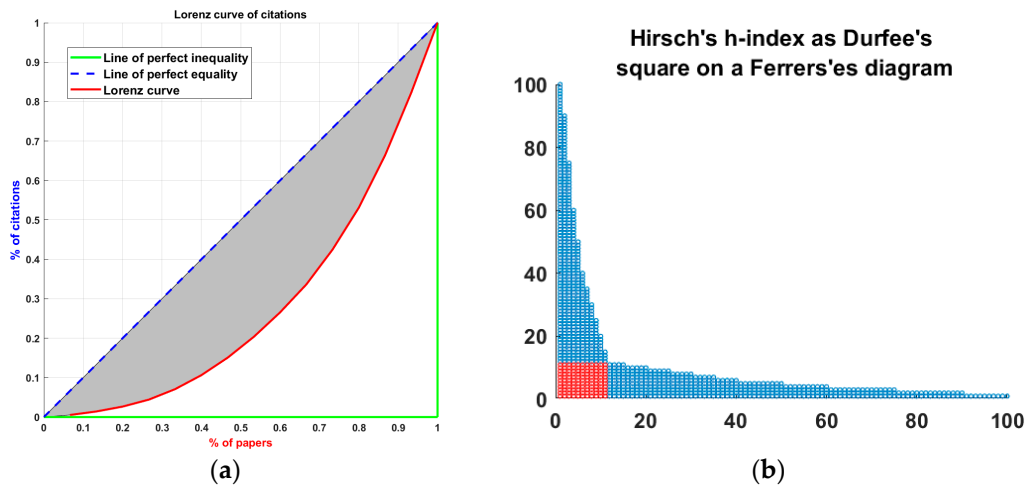 Lorenz curve of citations
1
0.9
0.8
0.7
0.6
0.5
0.4
0.3
0.2
0.1
0
% of citations
Line of perfect inequality
Line of perfect equality
Lorenz curve
0 0.1 0.2 0.3 0.4 0.5 0.6 0.7 0.8 0.9 1
% of papers
(a)
Hirsch's h-index as Durfee's
square on a Ferrers'es diagram
100
80
60
40
20
0
0 20 40 60 80 100
(b)